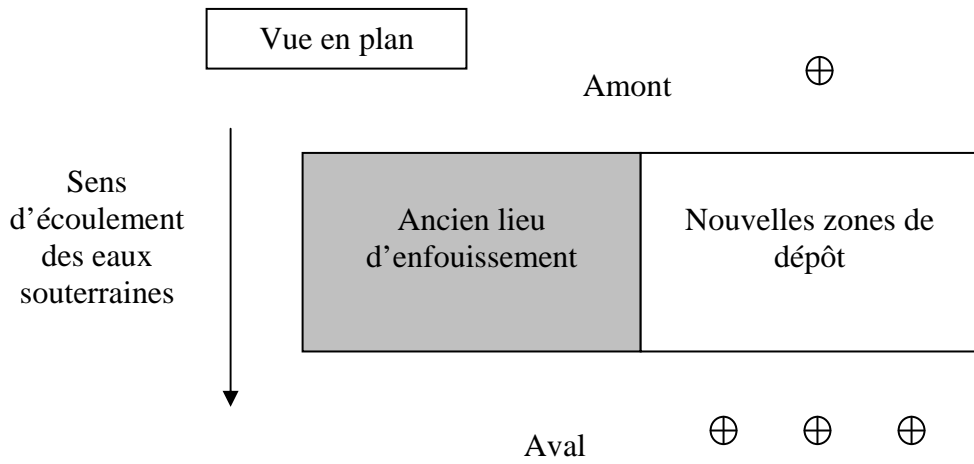 Vue en plan
Amont
Sens
d’écoulement
des eaux
souterraines
Ancien lieu
d’enfouissement
Nouvelles zones de
dépôt
Aval